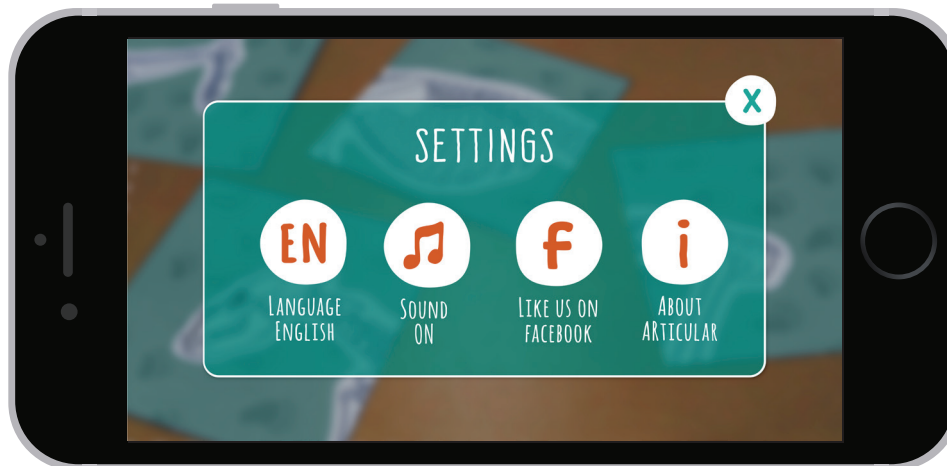 X
SETTINGS
EN
f
i
LANGUAGE
ENGLISH
SOUND
ON
LIKE US ON
FACEBOOK
ABOUT
ARTICULAR